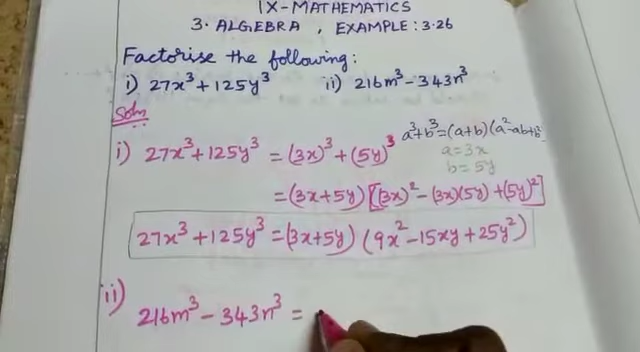 IX-MATHEMATICS
3. ALGEBRA , EXAMPLE: 3.26
Factorise the following:
i) 27x³+125y³ ii) 216m³-343n³
Soln
i) 27x³+125y³ = (3x)³+(5y)³ a³+b³=(a+b)(a²-ab+b²
a=3x
b=5y
=(3x+5y)[(3x)²-(3x)(5y)+(5y)²]
27x³+125y³=(3x+5y)(9x²-15xy+25y²)
ii) 216m³-343n³ =